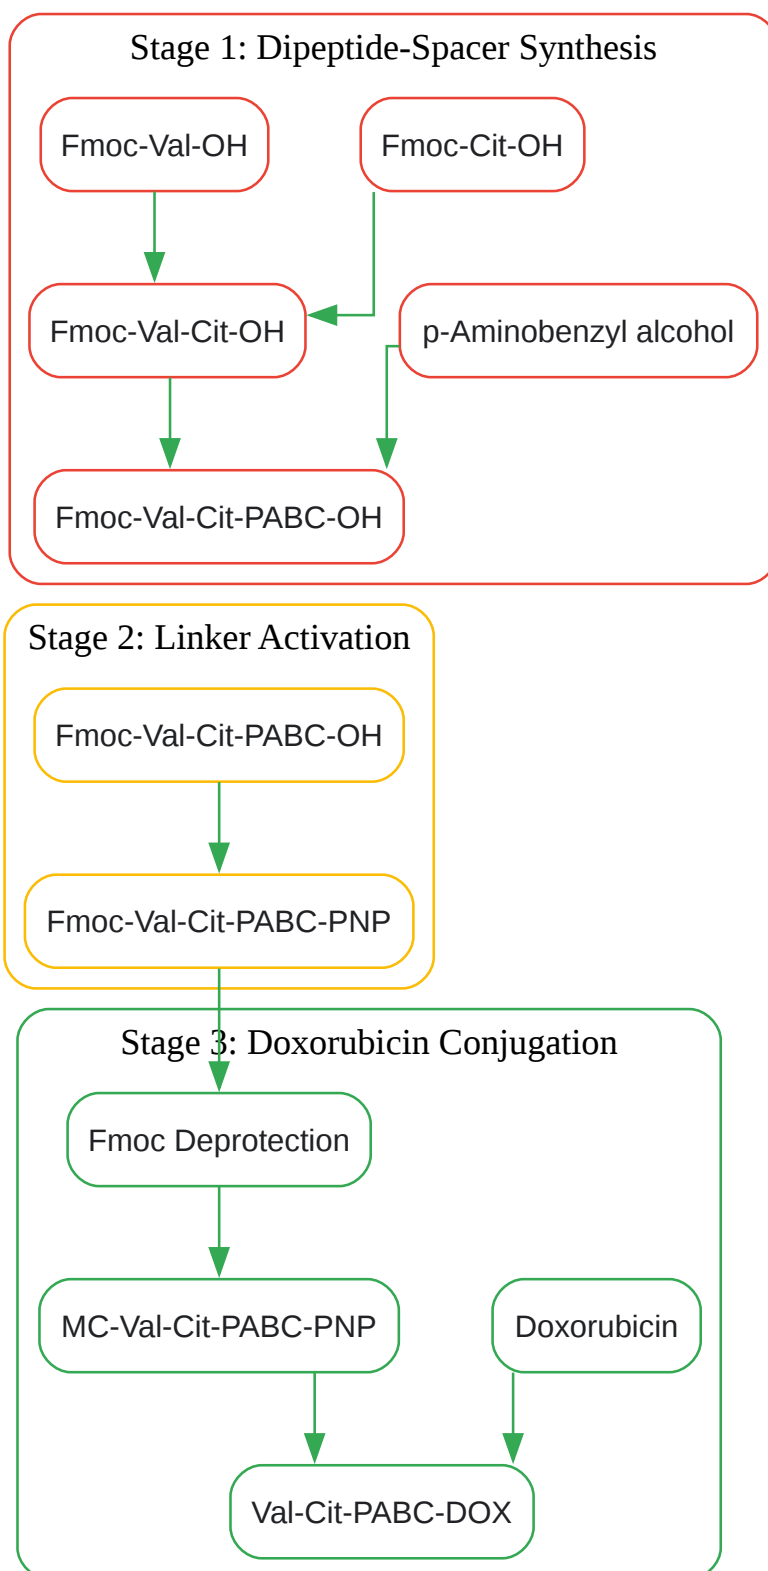 Stage 1: Dipeptide-Spacer Synthesis
Fmoc-Val-OH
Fmoc-Cit-OH
Fmoc-Val-Cit-OH
p-Aminobenzyl alcohol
Fmoc-Val-Cit-PABC-OH
Stage 2: Linker Activation
Fmoc-Val-Cit-PABC-OH
Fmoc-Val-Cit-PABC-PNP
Stage 3: Doxorubicin Conjugation
Fmoc Deprotection
MC-Val-Cit-PABC-PNP
Doxorubicin
Val-Cit-PABC-DOX